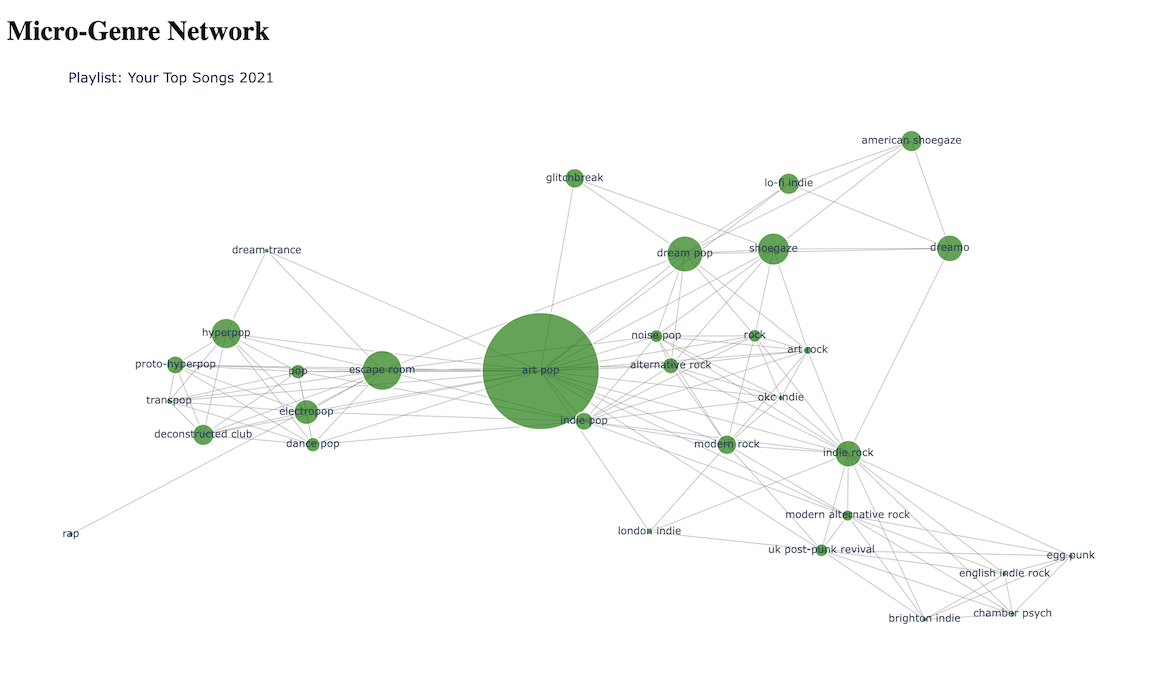 Micro-Genre Network
Playlist: Your Top Songs 2021
american shoegaze
glitchbreak
lo-fi indie
dream trance
dream pop
shoegaze
dreamo
hyperpop
noise pop
rock
art rock
proto-hyperpop
pop
escape room
art pop
alternative rock
transpop
electropop
okc indie
deconstructed club
dance pop
indie pop
modern rock
indie rock
rap
london indie
modern alternative rock
uk post-punk revival
egg punk
english indie rock
brighton indie
chamber psych